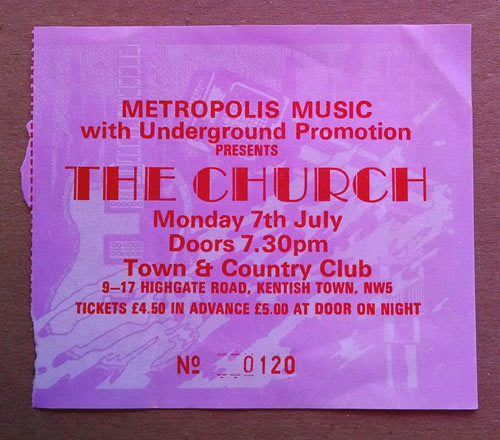 METROPOLIS MUSIC
with Underground Promotion
PRESENTS
THE CHURCH
Monday 7th July
Doors 7.30pm
Town & Country Club
9–17 HIGHGATE ROAD, KENTISH TOWN, NW5
TICKETS £4.50 IN ADVANCE £5.00 AT DOOR ON NIGHT
Nº 0120